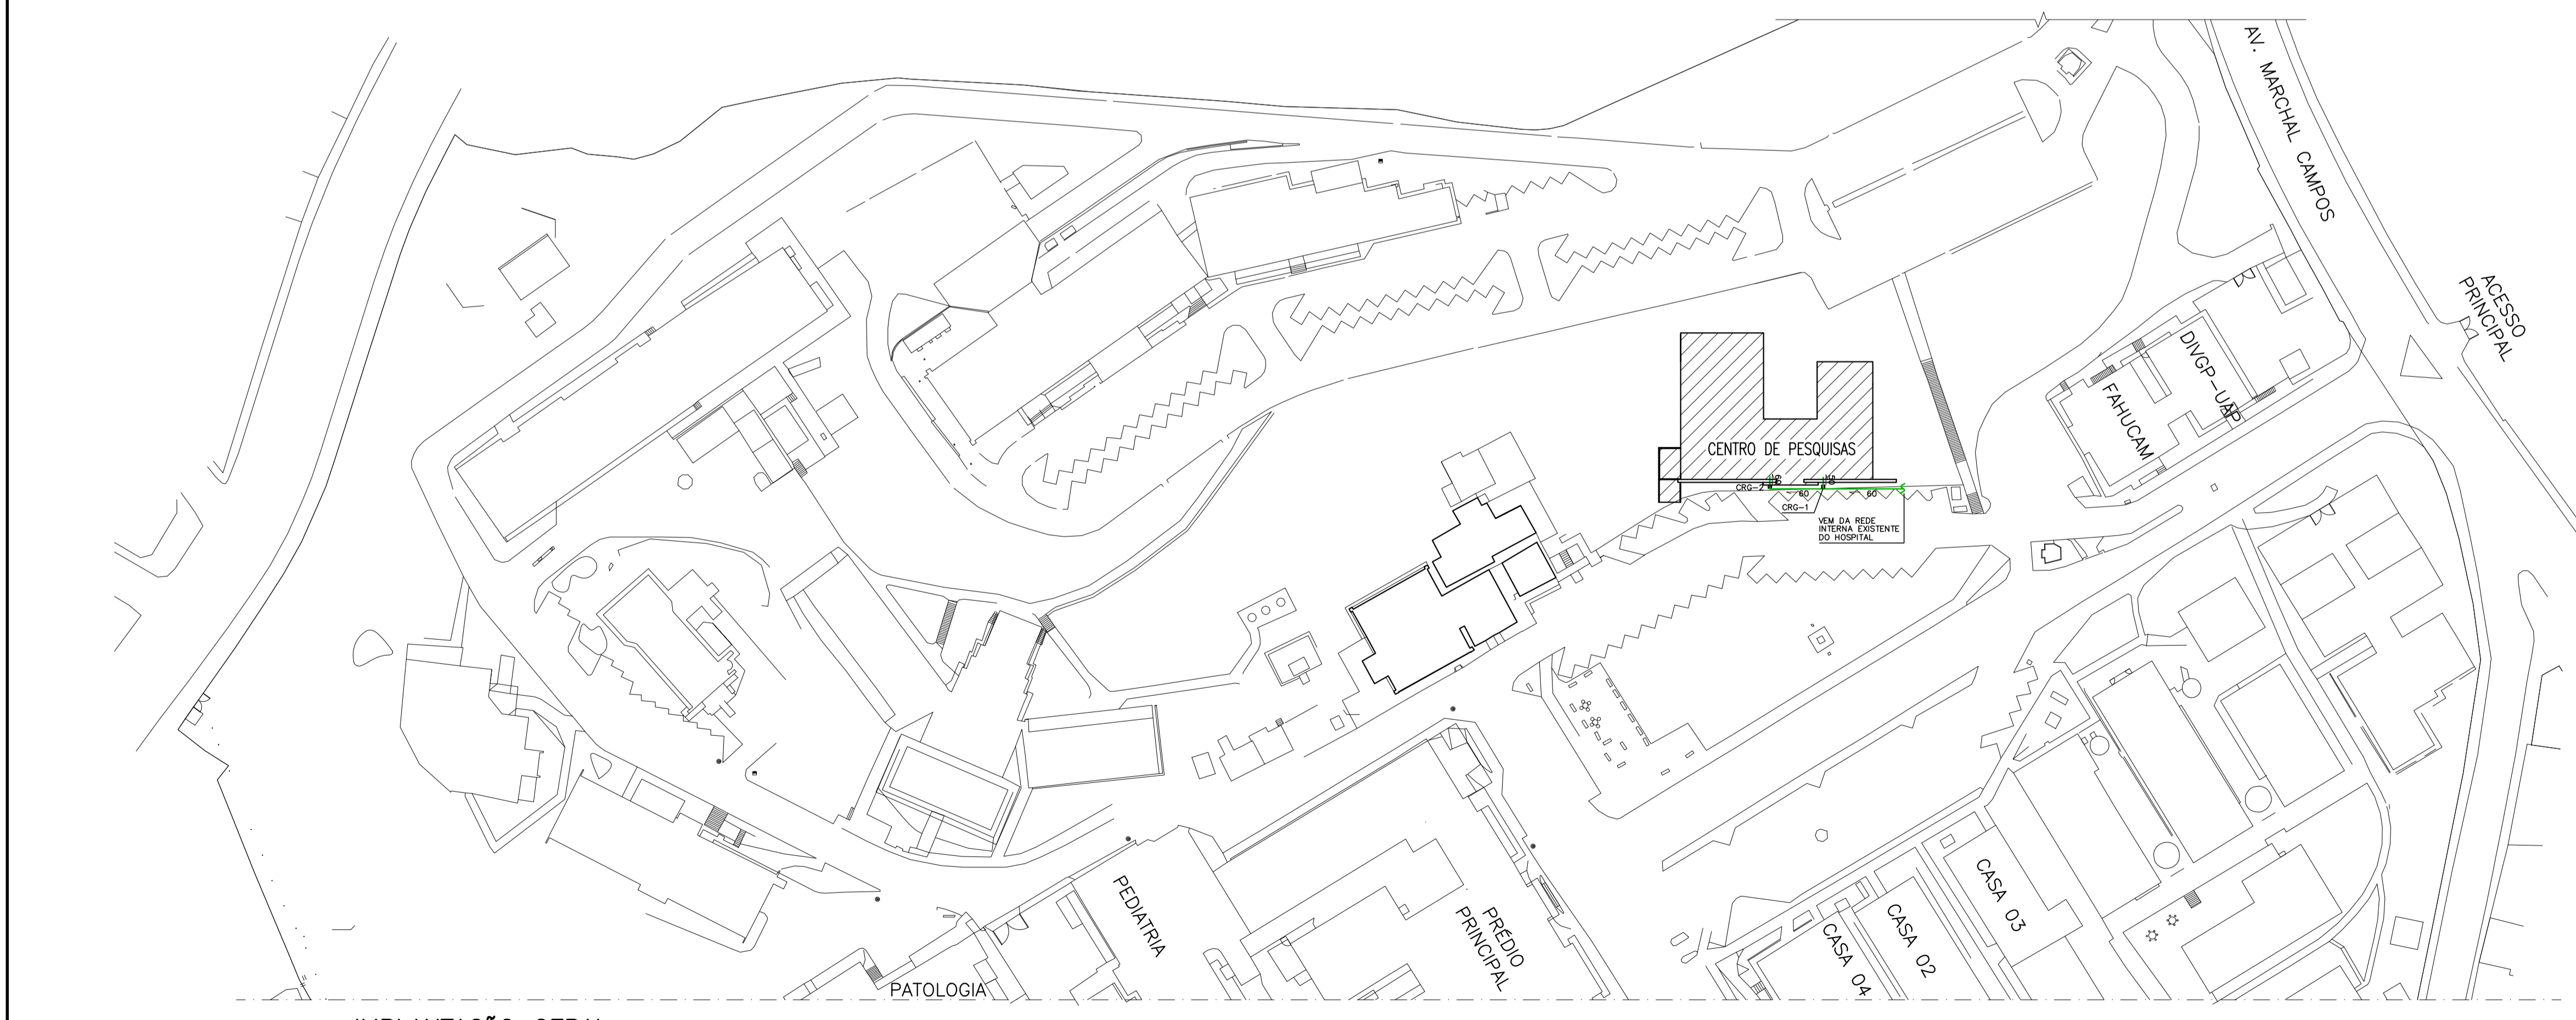 AV. MARCHAL CAMPOS
ACESSO
PRINCIPAL
DIVGP-UAP
FAHUCAM
CENTRO DE PESQUISAS
CRG-2
60
60
CRG-1
VEM DA REDE
INTERNA EXISTENTE
DO HOSPITAL
CASA 03
CASA 02
CASA 04
PEDIATRIA
PRÉDIO
PRINCIPAL
PATOLOGIA